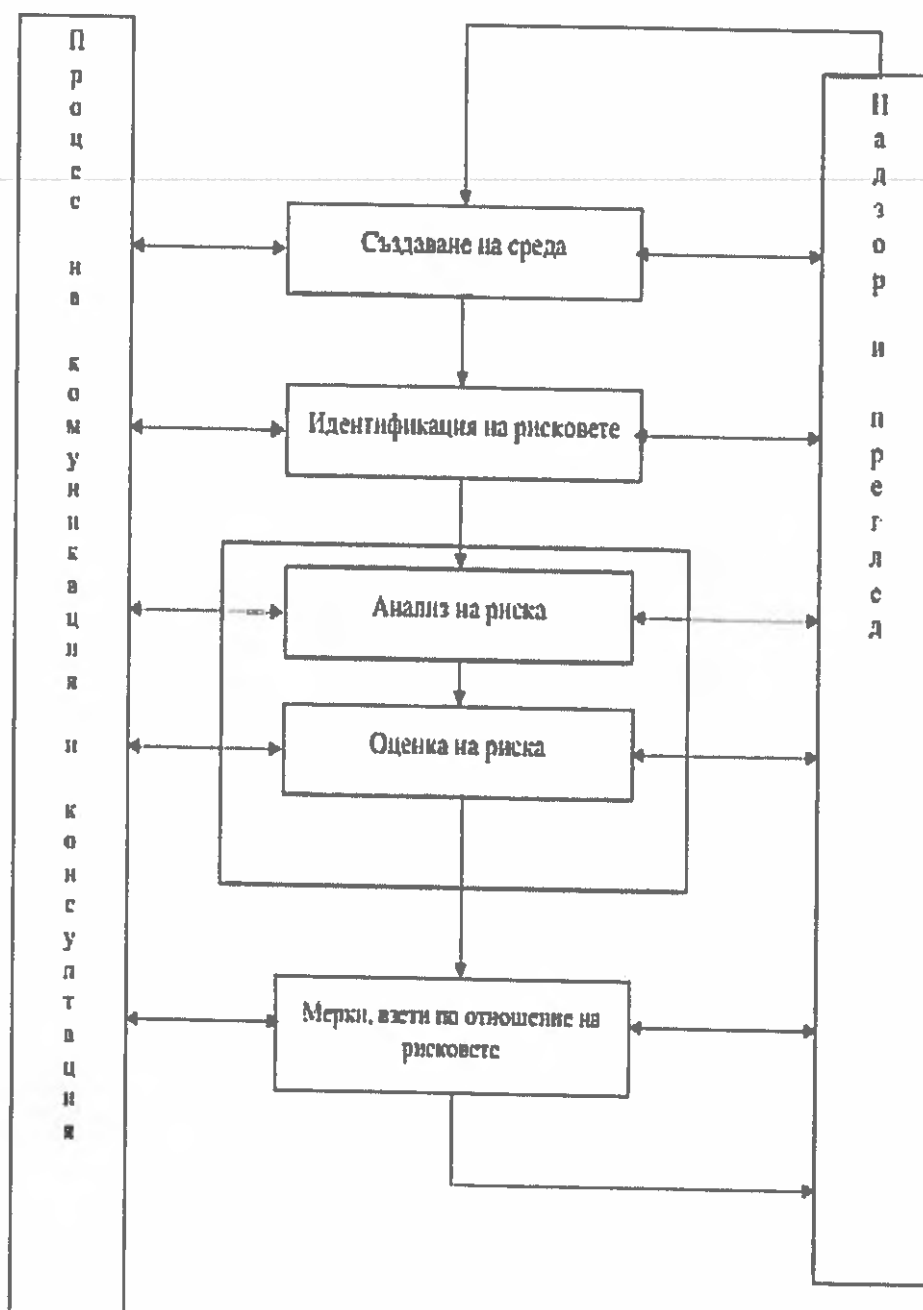 Процес на комуникация и консултация
Надзор и преглед
Създаване на среда
Идентификация на рисковете
Анализ на риска
Оценка на риска
Мерки, взети по отношение на
рисковете